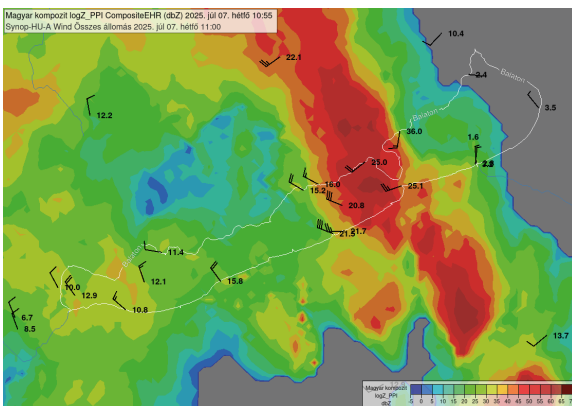 Magyar kompozit logZ_PPI CompositeEHR (dbZ) 2025. júl 07. hétfő 10:55
Synop-HU-A Wind Összes állomás 2025. júl 07. hétfő 11:00
10.4
22.1
2.4
Balaton
3.5
12.2
Balaton
36.0
1.6
25.0
16.0
15.2
25.1
20.8
21.5
21.7
11.4
Balaton
12.1
15.8
10.0
12.9
10.8
6.7
8.5
13.7
Magyar kompozit
logZ_PPI
dbZ
-5 0 5 10 15 20 25 30 35 40 45 50 55 60 65 7